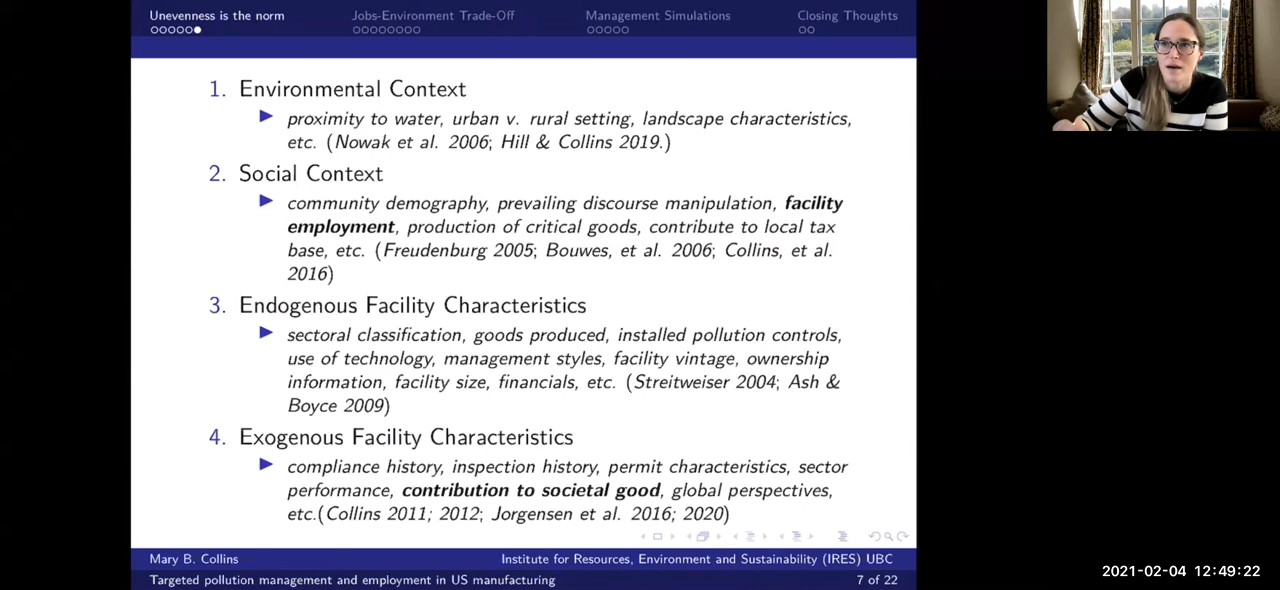 Unevenness is the norm
Jobs-Environment Trade-Off
Management Simulations
Closing Thoughts
1. Environmental Context
proximity to water, urban v. rural setting, landscape characteristics,
etc. (Nowak et al. 2006; Hill & Collins 2019.)
2. Social Context
community demography, prevailing discourse manipulation, facility
employment, production of critical goods, contribute to local tax
base, etc. (Freudenburg 2005; Bouwes, et al. 2006; Collins, et al.
2016)
3. Endogenous Facility Characteristics
sectoral classification, goods produced, installed pollution controls,
use of technology, management styles, facility vintage, ownership
information, facility size, financials, etc. (Streitweiser 2004; Ash &
Boyce 2009)
4. Exogenous Facility Characteristics
compliance history, inspection history, permit characteristics, sector
performance, contribution to societal good, global perspectives,
etc.(Collins 2011; 2012; Jorgensen et al. 2016; 2020)
Mary B. Collins
Institute for Resources, Environment and Sustainability (IRES) UBC
Targeted pollution management and employment in US manufacturing
7 of 22
2021-02-04 12:49:22